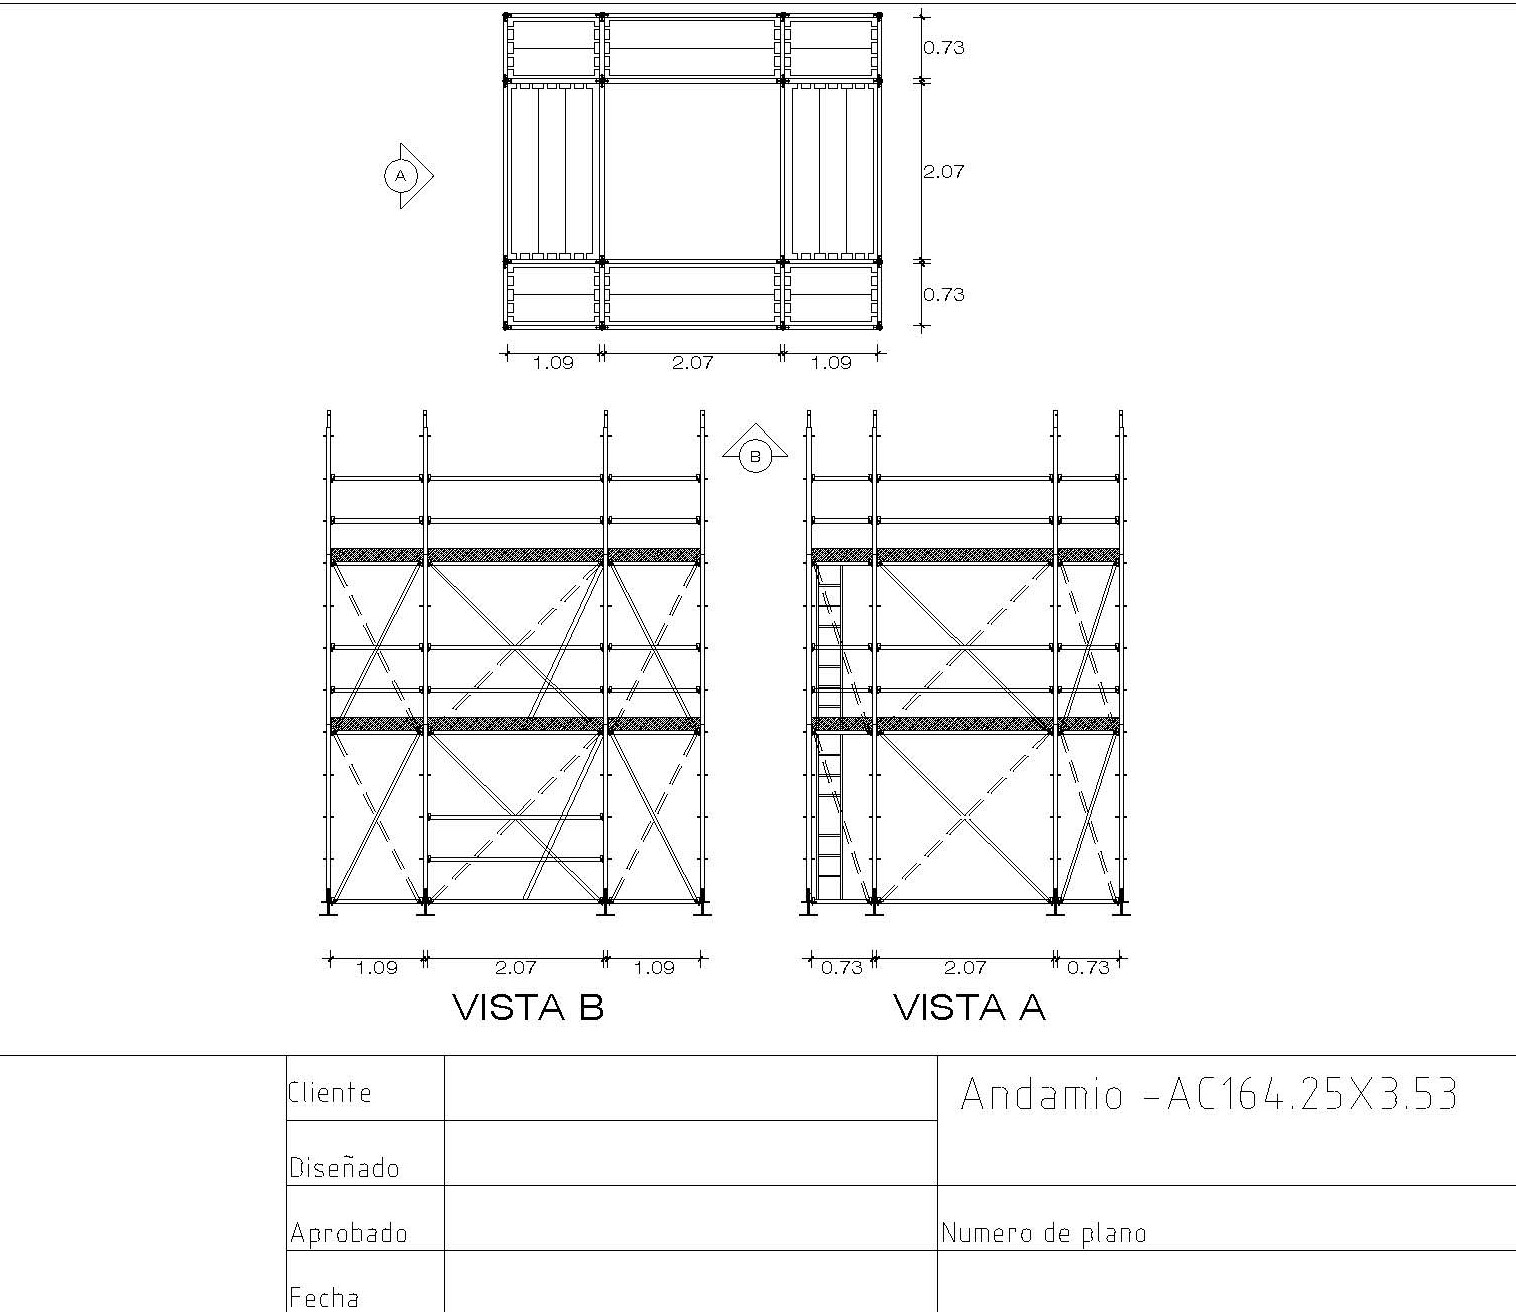 0.73
A
2.07
0.73
1.09 2.07 1.09
B
1.09 2.07 1.09
0.73 2.07 0.73
VISTA B
VISTA A
Cliente
Andamio -AC164.25X3.53
Diseñado
Aprobado
Numero de plano
Fecha